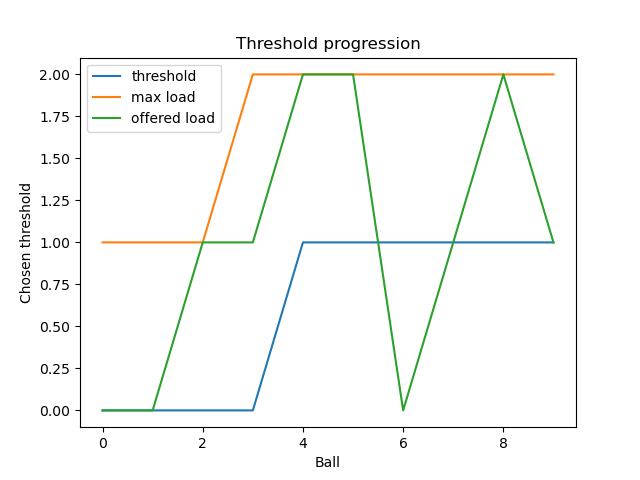 Threshold progression
threshold
max load
offered load
2.00
1.75
1.50
1.25
1.00
0.75
0.50
0.25
0.00
Chosen threshold
0 2 4 6 8
Ball